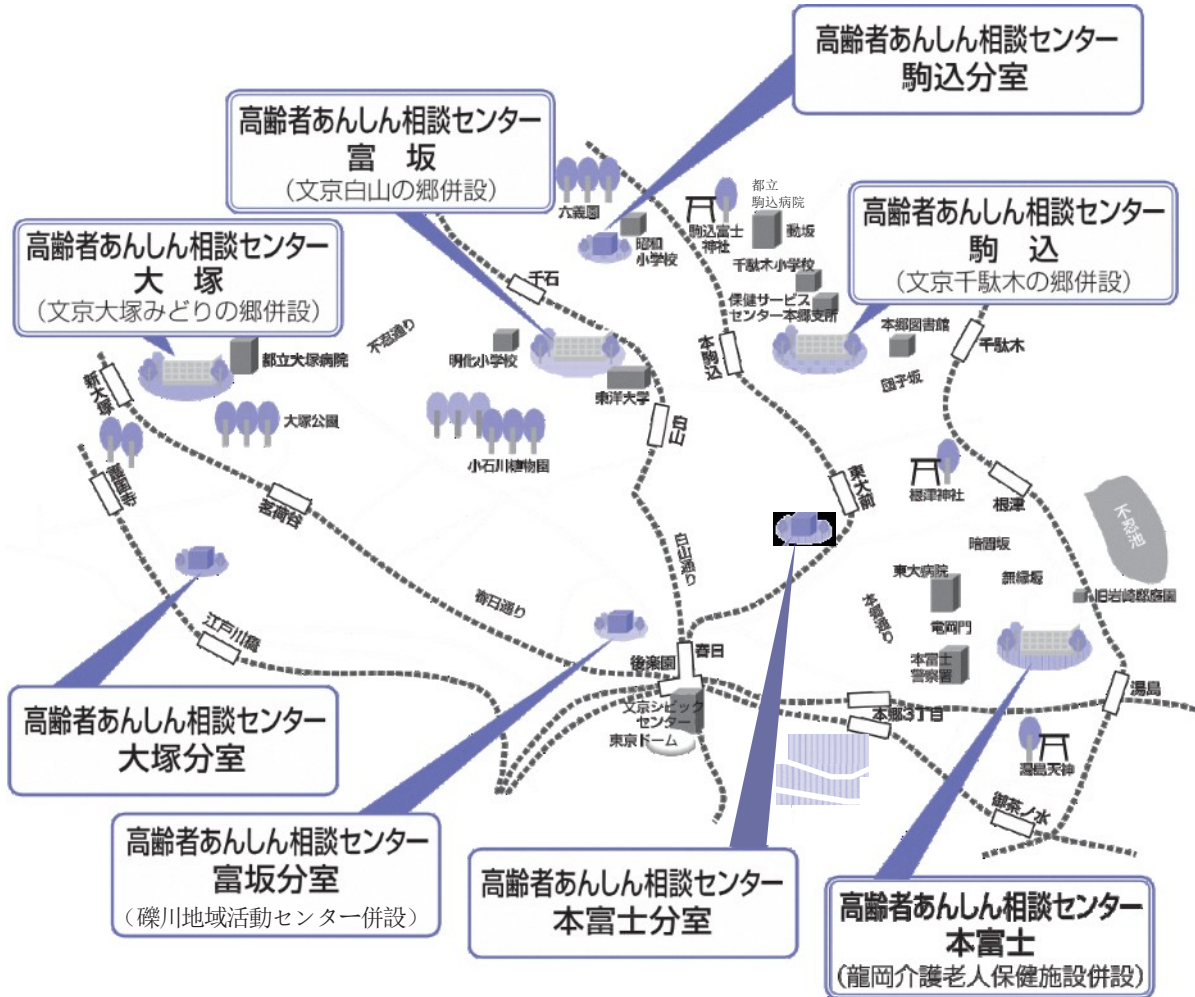 高齢者あんしん相談センター
駒込分室
高齢者あんしん相談センター
富　坂
（文京白山の郷併設）
高齢者あんしん相談センター
駒　込
（文京千駄木の郷併設）
高齢者あんしん相談センター
大　塚
（文京大塚みどりの郷併設）
六義園
昭和
小学校
駒込富士
神社
都立
駒込病院
動坂
千駄木小学校
保健サービス
センター本郷支所
本郷図書館
団子坂
千駄木
千石
不忍通り
明化小学校
東洋大学
本駒込
白山
都立大塚病院
新大塚
大塚公園
小石川植物園
護国寺
茗荷谷
東大前
根津神社
根津
不忍池
暗闇坂
無縁坂
東大病院
旧岩崎邸庭園
竜岡門
本郷通り
白山通り
春日通り
江戸川橋
春日
後楽園
本富士
警察署
湯島
文京シビック
センター
東京ドーム
本郷3丁目
湯島天神
御茶ノ水
高齢者あんしん相談センター
大塚分室
高齢者あんしん相談センター
富坂分室
（礫川地域活動センター併設）
高齢者あんしん相談センター
本富士分室
高齢者あんしん相談センター
本富士
(龍岡介護老人保健施設併設)